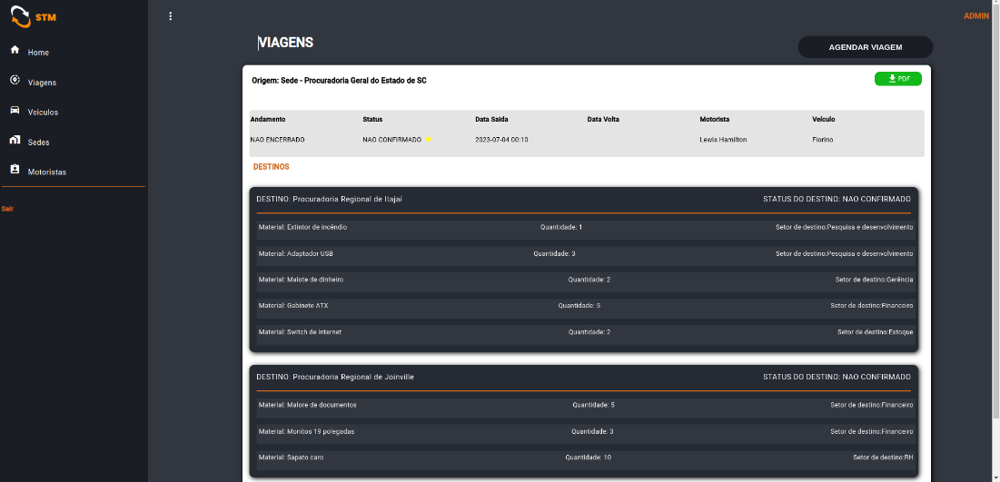 STM
ADMIN
Home
Viagens
Veiculos
Sedes
Motoristas
Sair
VIAGENS
AGENDAR VIAGEM
Origem: Sede - Procuradoria Geral do Estado de SC
PDF
Andamento Status Data Saida Data Volta Motorista Veículo
NAO ENCERRADO NAO CONFIRMADO 2023-07-04 00:10 Lewis Hamilton Fiorino
DESTINOS
DESTINO: Procuradoria Regional de Itajaí STATUS DO DESTINO: NAO CONFIRMADO
Material: Extintor de incêndio Quantidade: 1 Setor de destino:Pesquisa e desenvolvimento
Material: Adaptador USB Quantidade: 3 Setor de destino:Pesquisa e desenvolvimento
Material: Malote de dinheiro Quantidade: 2 Setor de destino:Gerência
Material: Gabinete ATX Quantidade: 5 Setor de destino:Financeiro
Material: Switch de internet Quantidade: 2 Setor de destino:Estoque
DESTINO: Procuradoria Regional de Joinville STATUS DO DESTINO: NAO CONFIRMADO
Material: Malore de documentos Quantidade: 5 Setor de destino:Financeiro
Material: Monitos 19 polegadas Quantidade: 3 Setor de destino:Financeiro
Material: Sapato caro Quantidade: 10 Setor de destino:RH